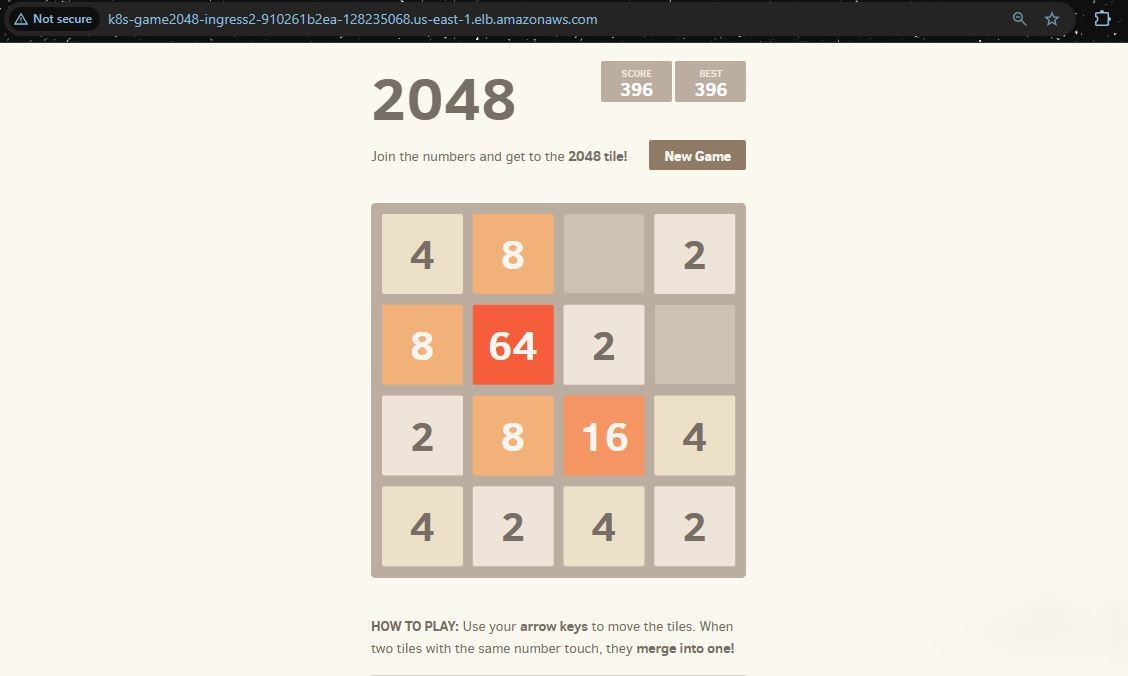 Not secure
k8s-game2048-ingress2-910261b2ea-128235068.us-east-1.elb.amazonaws.com
2048
SCORE
396
BEST
396
Join the numbers and get to the 2048 tile!
New Game
4 8 2
8 64 2
2 8 16 4
4 2 4 2
HOW TO PLAY: Use your arrow keys to move the tiles. When
two tiles with the same number touch, they merge into one!